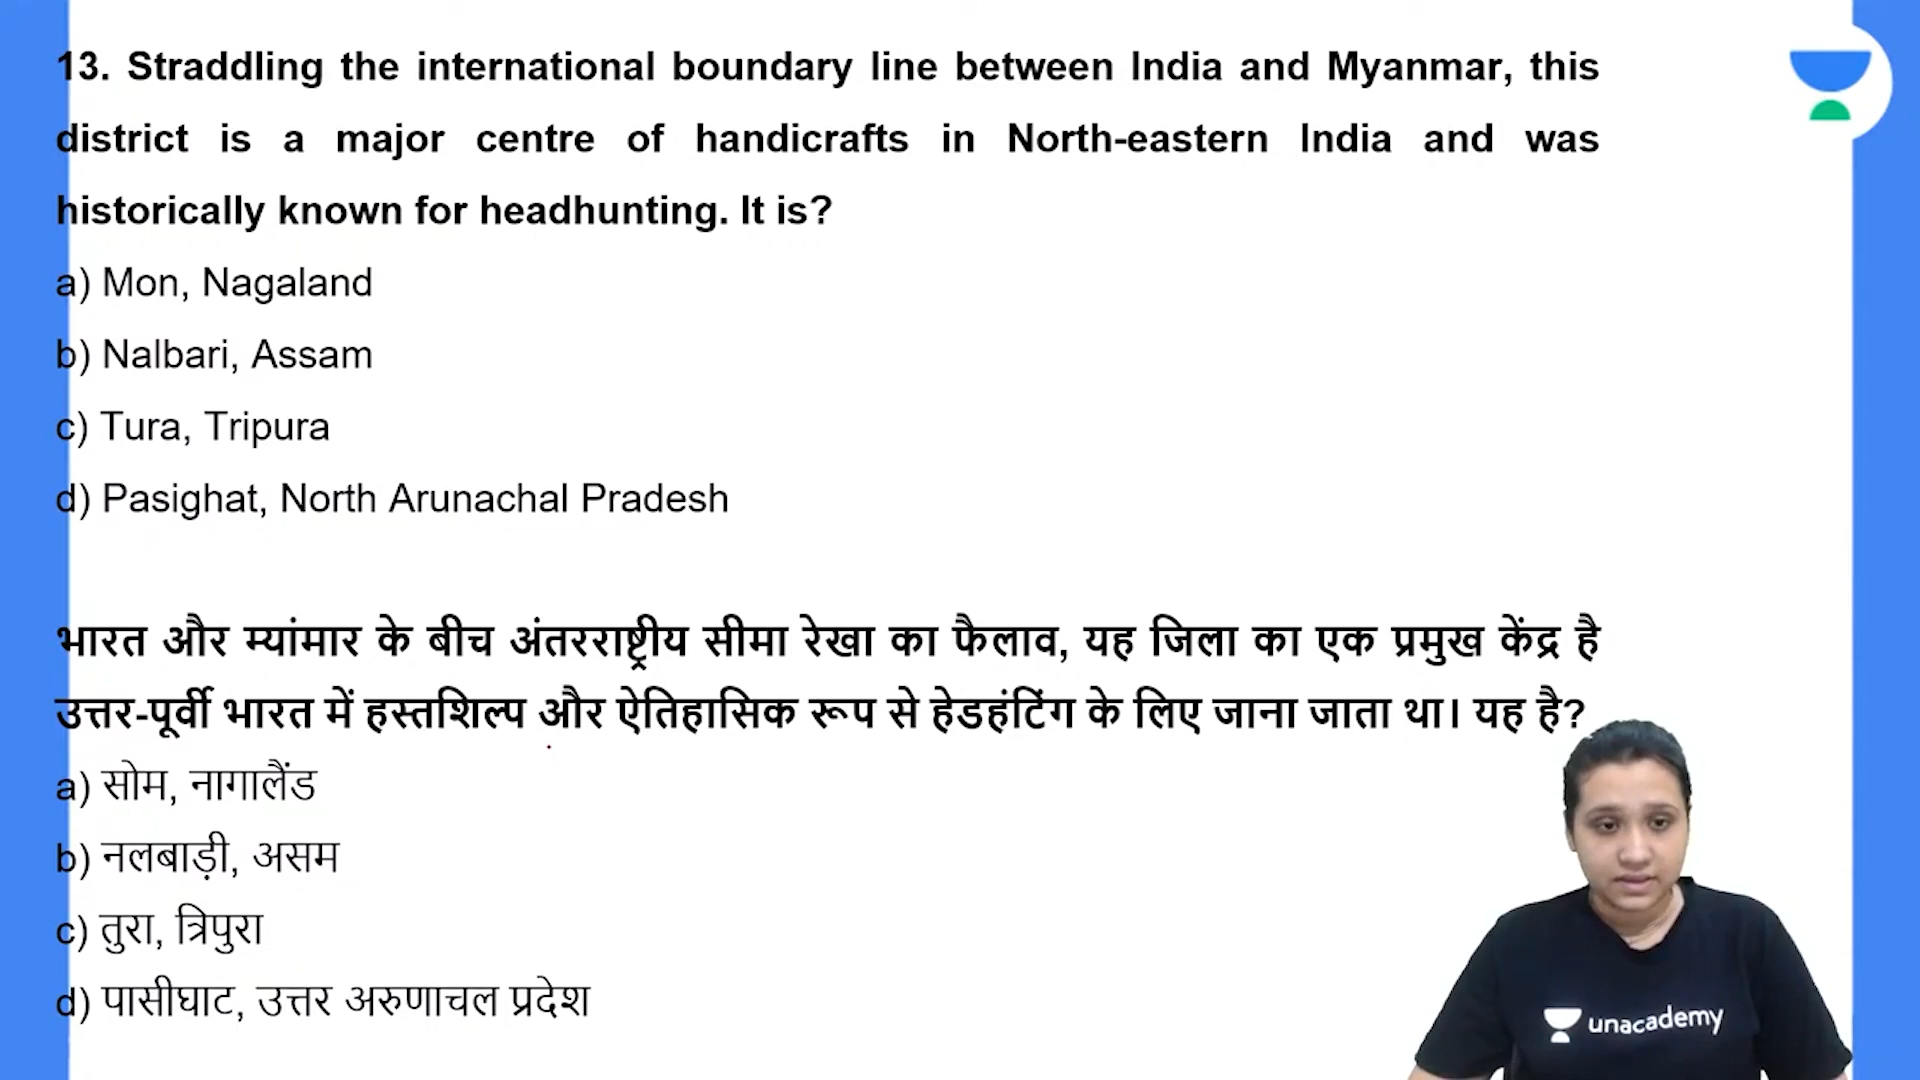 13. Straddling the international boundary line between India and Myanmar, this
district is a major centre of handicrafts in North-eastern India and was
historically known for headhunting. It is?
a) Mon, Nagaland
b) Nalbari, Assam
c) Tura, Tripura
d) Pasighat, North Arunachal Pradesh
भारत और म्यांमार के बीच अंतरराष्ट्रीय सीमा रेखा का फैलाव, यह जिला का एक प्रमुख केंद्र है
उत्तर-पूर्वी भारत में हस्तशिल्प और ऐतिहासिक रूप से हेडहंटिंग के लिए जाना जाता था। यह है?
a) सोम, नागालैंड
b) नलबाड़ी, असम
c) तुरा, त्रिपुरा
d) पासीघाट, उत्तर अरुणाचल प्रदेश
unacademy